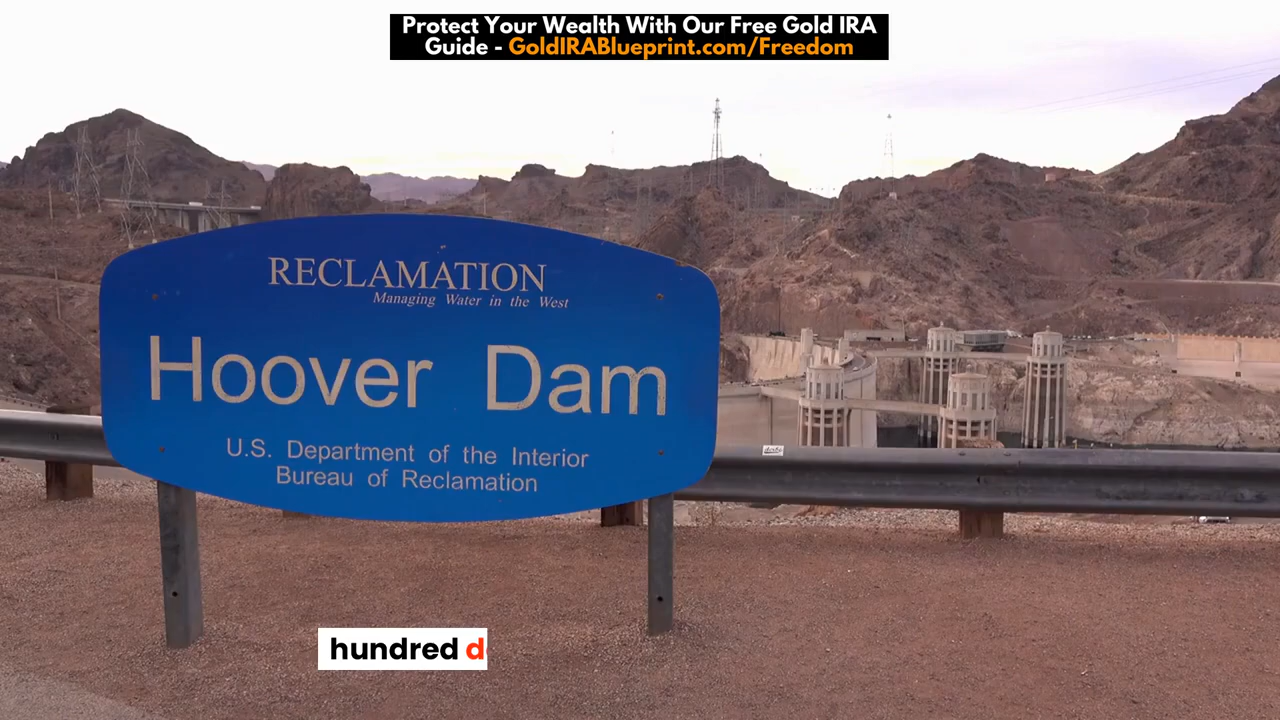 Protect Your Wealth With Our Free Gold IRA
Guide - GoldIRABlueprint.com/Freedom
RECLAMATION
Managing Water in the West
Hoover Dam
U.S. Department of the Interior
Bureau of Reclamation
hundred d